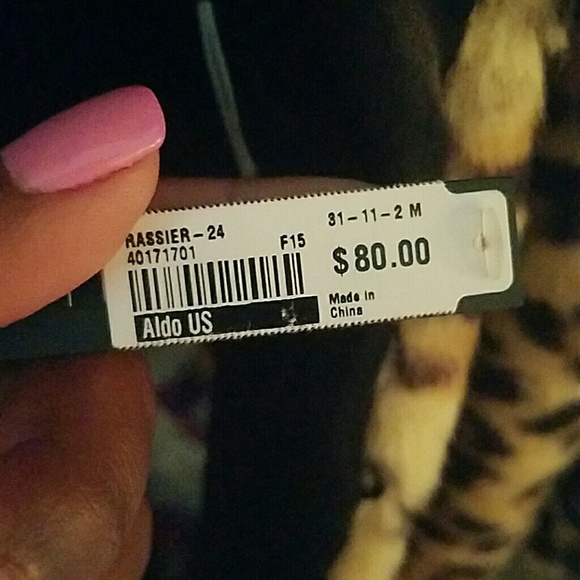 RASSIER-24
40171701
F15
Aldo US
31-11-2 M
$80.00
Made in
China